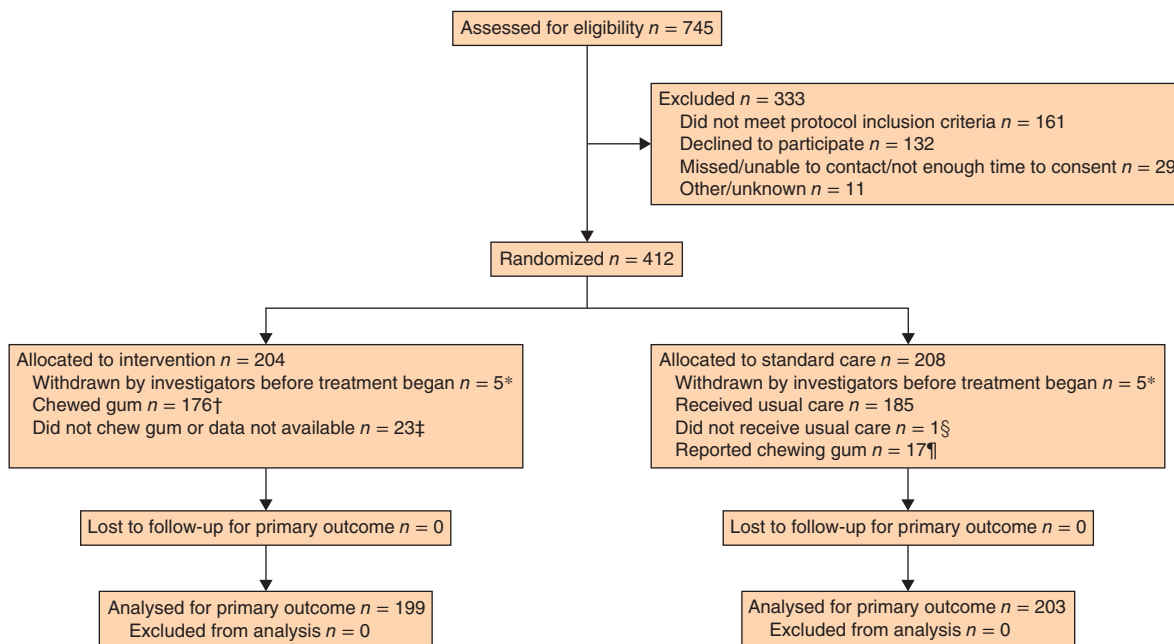 Assessed for eligibility n = 745
Excluded n = 333
Did not meet protocol inclusion criteria n = 161
Declined to participate n = 132
Missed/unable to contact/not enough time to consent n = 29
Other/unknown n = 11
Randomized n = 412
Allocated to intervention n = 204
Withdrawn by investigators before treatment began n = 5*
Chewed gum n = 176†
Did not chew gum or data not available n = 23‡
Allocated to standard care n = 208
Withdrawn by investigators before treatment began n = 5*
Received usual care n = 185
Did not receive usual care n = 1§
Reported chewing gum n = 17¶
Lost to follow-up for primary outcome n = 0
Lost to follow-up for primary outcome n = 0
Analysed for primary outcome n = 199
Excluded from analysis n = 0
Analysed for primary outcome n = 203
Excluded from analysis n = 0